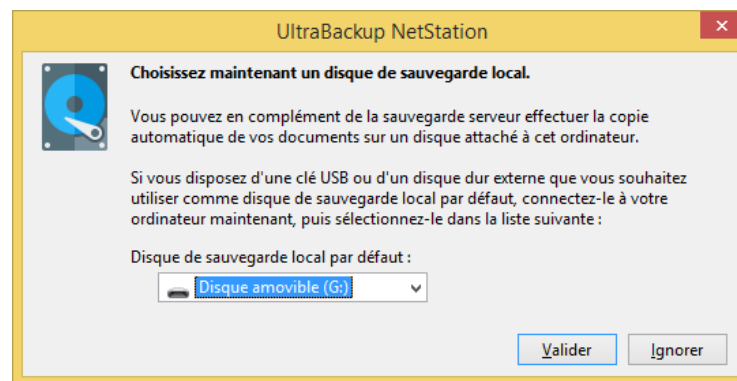 UltraBackup NetStation
Choisissez maintenant un disque de sauvegarde local.
Vous pouvez en complément de la sauvegarde serveur effectuer la copie
automatique de vos documents sur un disque attaché à cet ordinateur.
Si vous disposez d'une clé USB ou d'un disque dur externe que vous souhaitez
utiliser comme disque de sauvegarde local par défaut, connectez-le à votre
ordinateur maintenant, puis sélectionnez-le dans la liste suivante :
Disque de sauvegarde local par défaut :
Disque amovible (G:)
Valider Ignorer